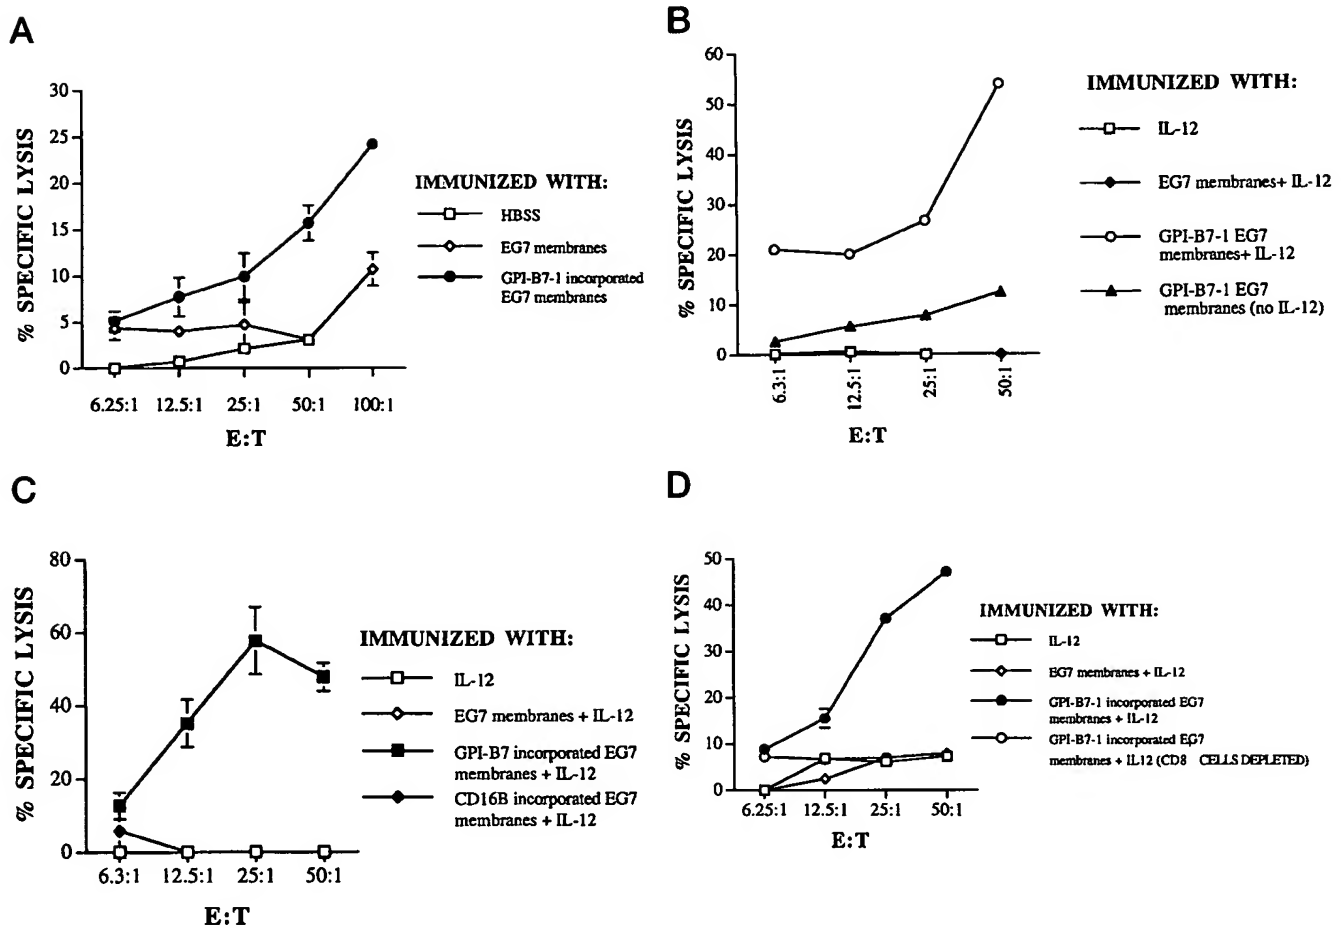 A
30
25
20
15
10
5
0
% SPECIFIC LYSIS
6.25:1 12.5:1 25:1 50:1 100:1
E:T
IMMUNIZED WITH:
HBSS
EG7 membranes
GPI-B7-1 incorporated
EG7 membranes
B
60
50
40
30
20
10
0
% SPECIFIC LYSIS
6.3:1 12.5:1 25:1 50:1
E:T
IMMUNIZED WITH:
IL-12
EG7 membranes+ IL-12
GPI-B7-1 EG7
membranes+ IL-12
GPI-B7-1 EG7
membranes (no IL-12)
C
80
60
40
20
0
% SPECIFIC LYSIS
6.3:1 12.5:1 25:1 50:1
E:T
IMMUNIZED WITH:
IL-12
EG7 membranes + IL-12
GPI-B7 incorporated EG7
membranes + IL-12
CD16B incorporated EG7
membranes + IL-12
D
50
40
30
20
10
0
% SPECIFIC LYSIS
6.25:1 12.5:1 25:1 50:1
E:T
IMMUNIZED WITH:
IL-12
EG7 membranes + IL-12
GPI-B7-1 incorporated EG7
membranes + IL-12
GPI-B7-1 incorporated EG7
membranes + IL12 (CD8 CELLS DEPLETED)